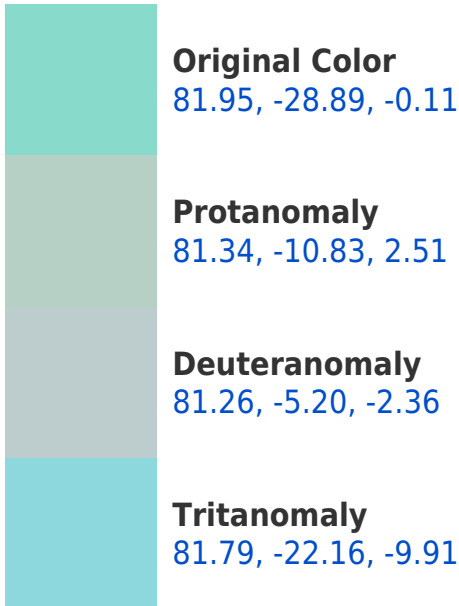 Original Color
81.95, -28.89, -0.11
Protanomaly
81.34, -10.83, 2.51
Deuteranomaly
81.26, -5.20, -2.36
Tritanomaly
81.79, -22.16, -9.91